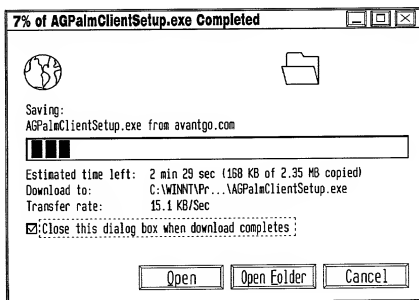 7% of AGPalmClientSetup.exe Completed
Saving:
AGPalmClientSetup.exe from avantgo.com
Estimated time left: 2 min 29 sec (168 KB of 2.35 MB copied)
Download to: C:\WINNT\Pr...\AGPalmClientSetup.exe
Transfer rate: 15.1 KB/Sec
Close this dialog box when download completes
Open Open Folder Cancel